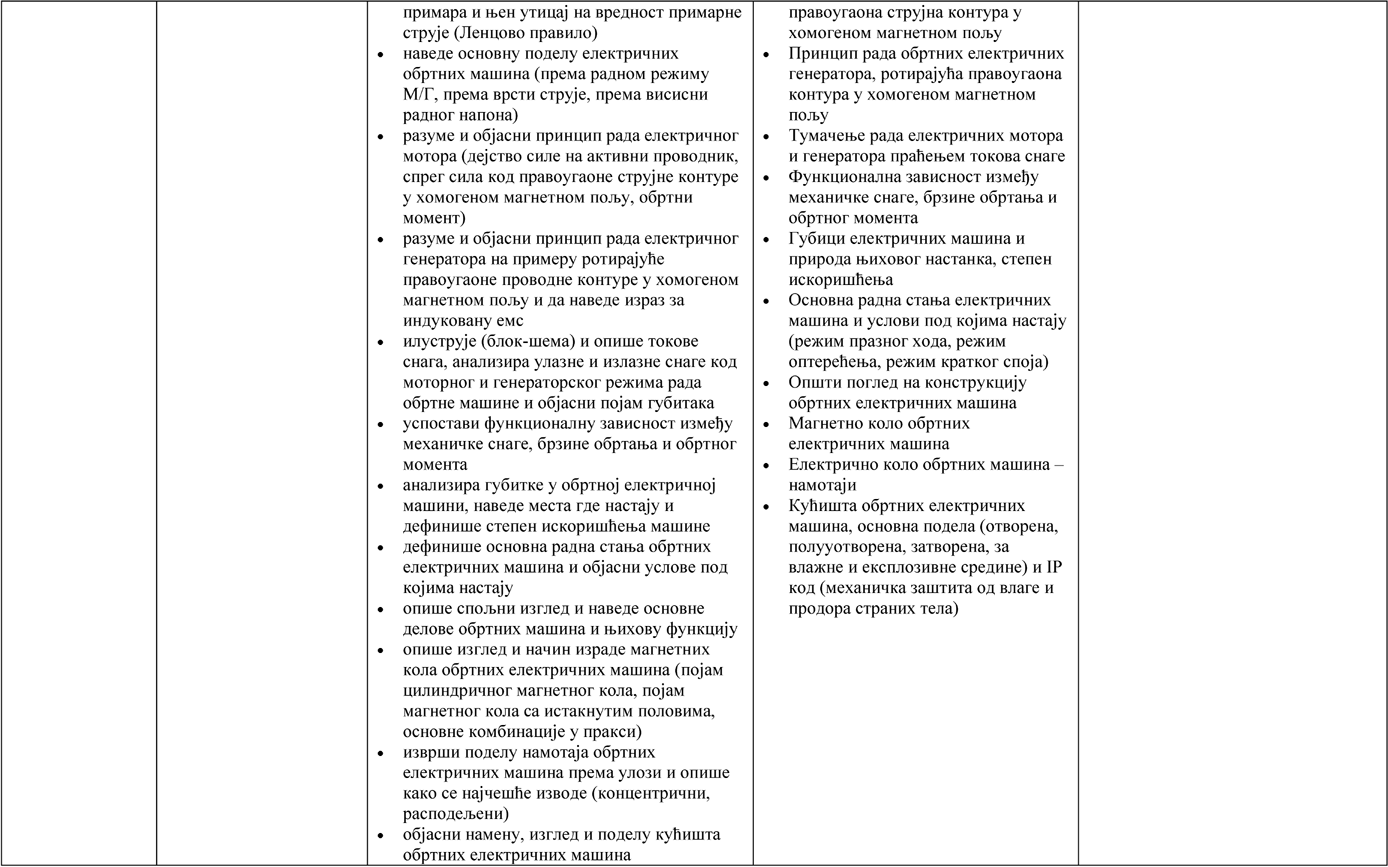 примара и њен утицај на вредност примарне
струје (Ленцово правило)
• наведе основну поделу електричних
обртних машина (према радном режиму
М/Г, према врсти струје, према висисни
радног напона)
• разуме и објасни принцип рада електричног
мотора (дејство силе на активни проводник,
спрег сила код правоугаоне струјне контуре
у хомогеном магнетном пољу, обртни
момент)
• разуме и објасни принцип рада електричног
генератора на примеру ротирајуће
правоугаоне проводне контуре у хомогеном
магнетном пољу и да наведе израз за
индуковану емс
• илуструје (блок-шема) и опише токове
снага, анализира улазне и излазне снаге код
моторног и генераторског режима рада
обртне машине и објасни појам губитака
• успостави функционалну зависност између
механичке снаге, брзине обртања и обртног
момента
• анализира губитке у обртној електричној
машини, наведе места где настају и
дефинише степен искоришћења машине
• дефинише основна радна стања обртних
електричних машина и објасни услове под
којима настају
• опише спољни изглед и наведе основне
делове обртних машина и њихову функцију
• опише изглед и начин израде магнетних
кола обртних електричних машина (појам
цилиндричног магнетног кола, појам
магнетног кола са истакнутим половима,
основне комбинације у пракси)
• изврши поделу намотаја обртних
електричних машина према улози и опише
како се најчешће изводе (концентрични,
расподељени)
• објасни намену, изглед и поделу кућишта
обртних електричних машина
правоугаона струјна контура у
хомогеном магнетном пољу
• Принцип рада обртних електричних
генератора, ротирајућа правоугаона
контура у хомогеном магнетном
пољу
• Тумачење рада електричних мотора
и генератора праћењем токова снаге
• Функционална зависност између
механичке снаге, брзине обртања и
обртног момента
• Губици електричних машина и
природа њиховог настанка, степен
искоришћења
• Основна радна стања електричних
машина и услови под којима настају
(режим празног хода, режим
оптерећења, режим кратког споја)
• Општи поглед на конструкцију
обртних електричних машина
• Магнетно коло обртних
електричних машина
• Електрично коло обртних машина –
намотаји
• Кућишта обртних електричних
машина, основна подела (отворена,
полууотворена, затворена, за
влажне и експлозивне средине) и IP
код (механичка заштита од влаге и
продора страних тела)